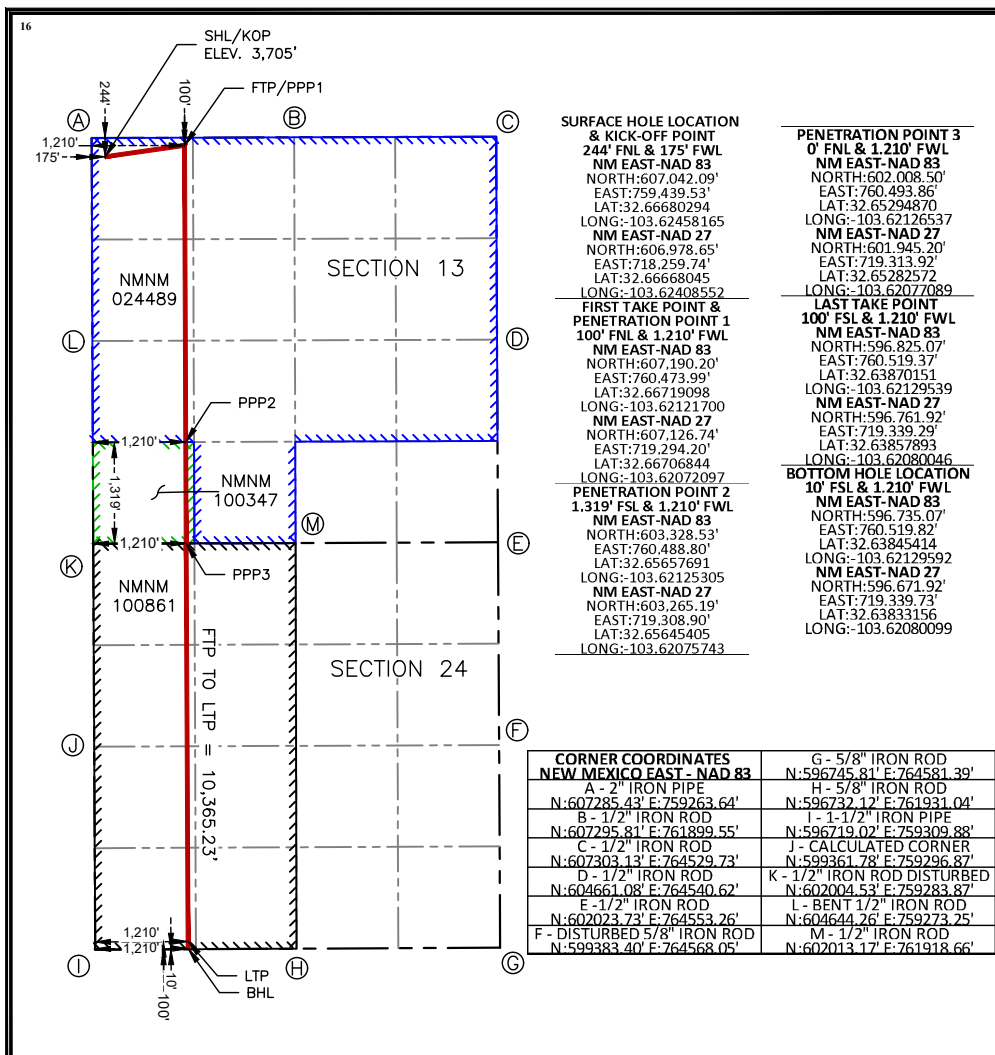 16
SHL/KOP
ELEV. 3,705'
244'
100'
FTP/PPP1
A
B
C
1,210'
175'
NMNM
024489
SECTION 13
L
D
PPP2
1,210'
1,319'
NMNM
100347
M
1,210'
E
K
PPP3
NMNM
100861
FTP TO LTP = 10,365.23'
SECTION 24
J
F
1,210'
1,210'
I
H
G
10'
100'
LTP
BHL
SURFACE HOLE LOCATION
& KICK-OFF POINT
244' FNL & 175' FWL
NM EAST-NAD 83
NORTH:607,042.09'
EAST:759,439.53'
LAT:32.66680294
LONG:-103.62458165
NM EAST-NAD 27
NORTH:606,978.65'
EAST:718,259.74'
LAT:32.66668045
LONG:-103.62408552
FIRST TAKE POINT &
PENETRATION POINT 1
100' FNL & 1,210' FWL
NM EAST-NAD 83
NORTH:607,190.20'
EAST:760,473.99'
LAT:32.66719098
LONG:-103.62121700
NM EAST-NAD 27
NORTH:607,126.74'
EAST:719,294.20'
LAT:32.66706844
LONG:-103.62072097
PENETRATION POINT 2
1,319' FSL & 1,210' FWL
NM EAST-NAD 83
NORTH:603,328.53'
EAST:760,488.80'
LAT:32.65657691
LONG:-103.62125305
NM EAST-NAD 27
NORTH:603,265.19'
EAST:719,308.90'
LAT:32.65645405
LONG:-103.62075743
PENETRATION POINT 3
0' FNL & 1,210' FWL
NM EAST-NAD 83
NORTH:602,008.50'
EAST:760,493.86'
LAT:32.65294870
LONG:-103.62126537
NM EAST-NAD 27
NORTH:601,945.20'
EAST:719,313.92'
LAT:32.65282572
LONG:-103.62077089
LAST TAKE POINT
100' FSL & 1,210' FWL
NM EAST-NAD 83
NORTH:596,825.07'
EAST:760,519.37'
LAT:32.63870151
LONG:-103.62129539
NM EAST-NAD 27
NORTH:596,761.92'
EAST:719,339.29'
LAT:32.63857893
LONG:-103.62080046
BOTTOM HOLE LOCATION
10' FSL & 1,210' FWL
NM EAST-NAD 83
NORTH:596,735.07'
EAST:760,519.82'
LAT:32.63845414
LONG:-103.62129592
NM EAST-NAD 27
NORTH:596,671.92'
EAST:719,339.73'
LAT:32.63833156
LONG:-103.62080099
CORNER COORDINATES
NEW MEXICO EAST - NAD 83
A - 2" IRON PIPE
N:607285.43' E:759263.64'
B - 1/2" IRON ROD
N:607295.81' E:761899.55'
C - 1/2" IRON ROD
N:607303.13' E:764529.73'
D - 1/2" IRON ROD
N:604661.08' E:764540.62'
E -1/2" IRON ROD
N:602023.73' E:764553.26'
F - DISTURBED 5/8" IRON ROD
N:599383.40' E:764568.05'
G - 5/8" IRON ROD
N:596745.81' E:764581.39'
H - 5/8" IRON ROD
N:596732.12' E:761931.04'
I - 1-1/2" IRON PIPE
N:596719.02' E:759309.88'
J - CALCULATED CORNER
N:599361.78' E:759296.87'
K - 1/2" IRON ROD DISTURBED
N:602004.53' E:759283.87'
L - BENT 1/2" IRON ROD
N:604644.26' E:759273.25'
M - 1/2" IRON ROD
N:602013.17' E:761918.66'